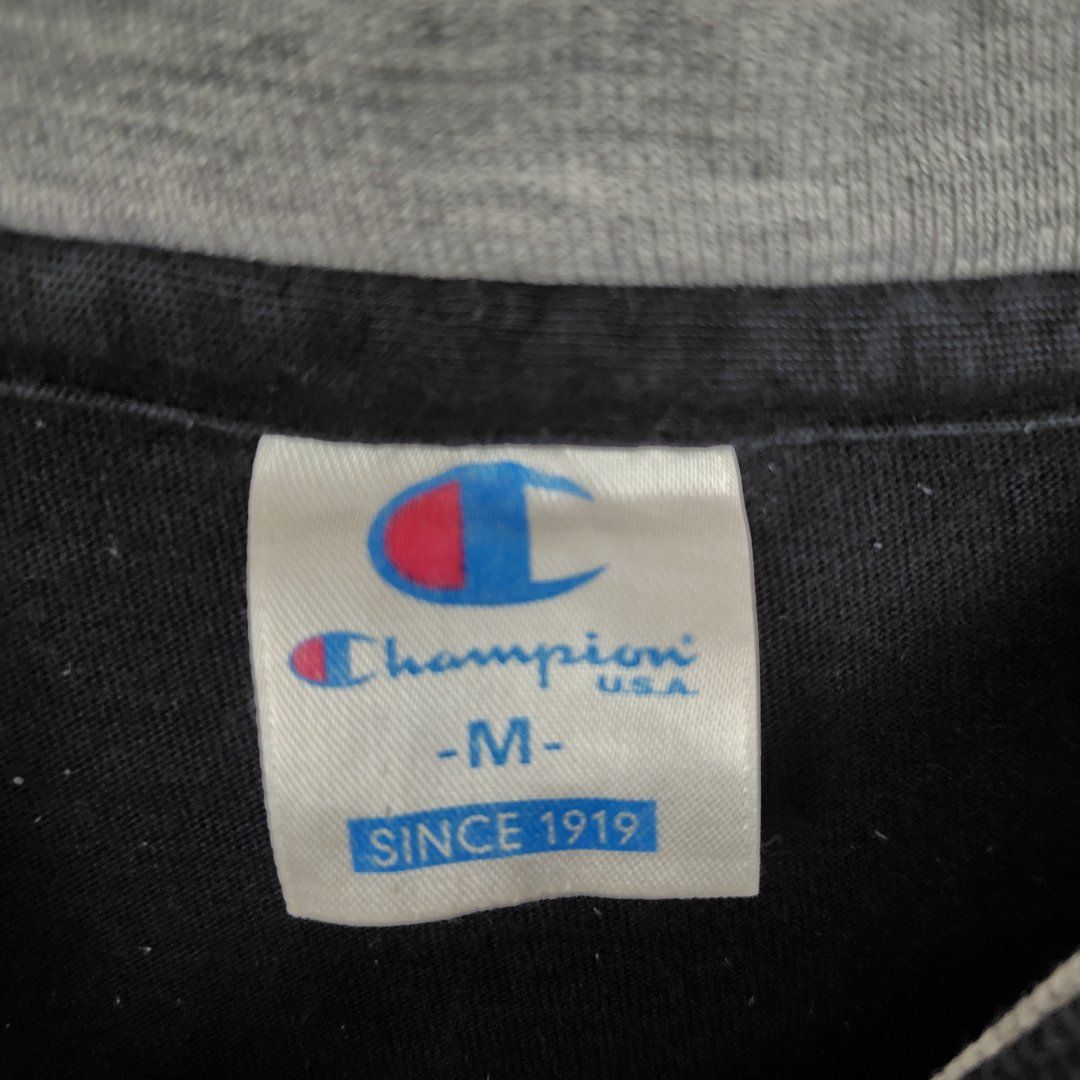 Champion
U.S.A.
-M-
SINCE 1919